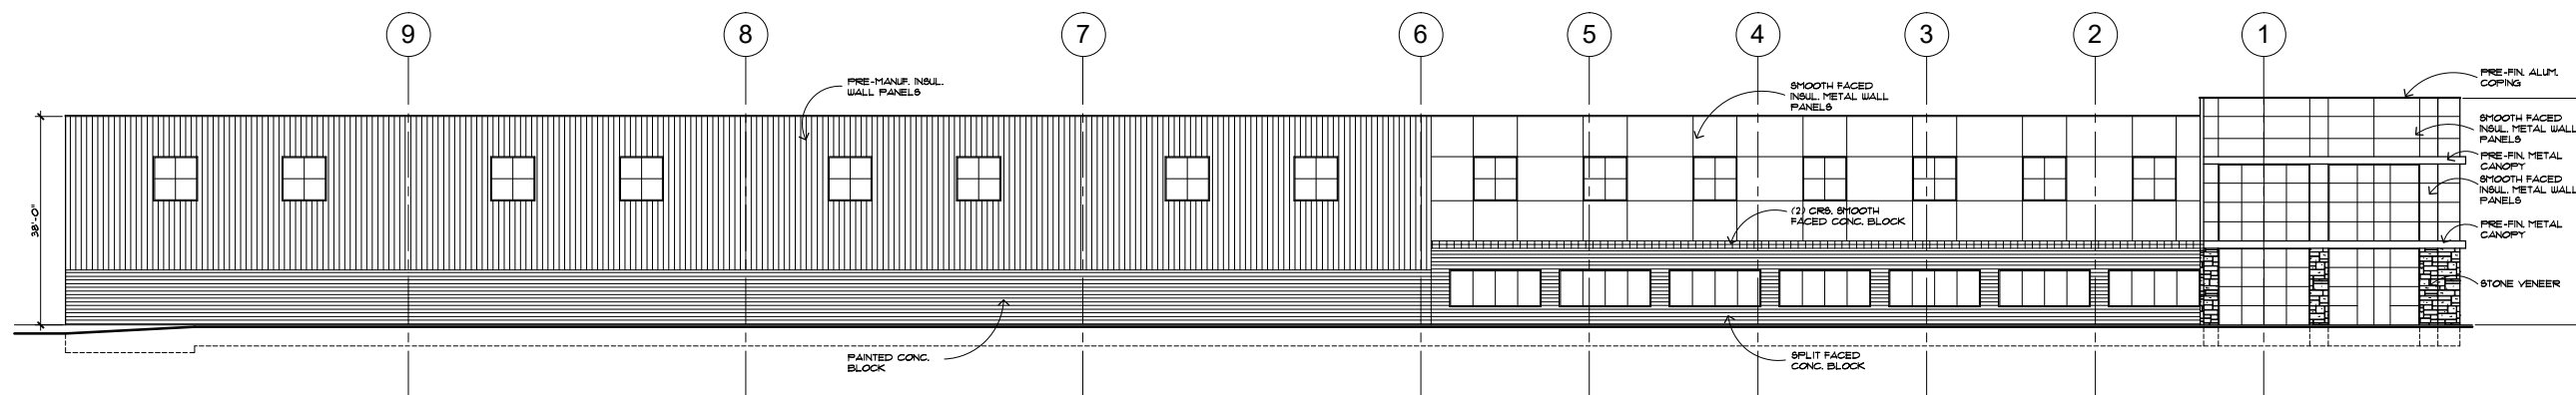 9 8 7 6 5 4 3 2 1
PRE-MANUF. INSUL.
WALL PANELS
SMOOTH FACED
INSUL. METAL WALL
PANELS
PRE-FIN. ALUM.
COPING
SMOOTH FACED
INSUL. METAL WALL
PANELS
PRE-FIN. METAL
CANOPY
SMOOTH FACED
INSUL. METAL WALL
PANELS
38'-0"
(2) CRS. SMOOTH
FACED CONC. BLOCK
PRE-FIN. METAL
CANOPY
STONE VENEER
PAINTED CONC.
BLOCK
SPLIT FACED
CONC. BLOCK